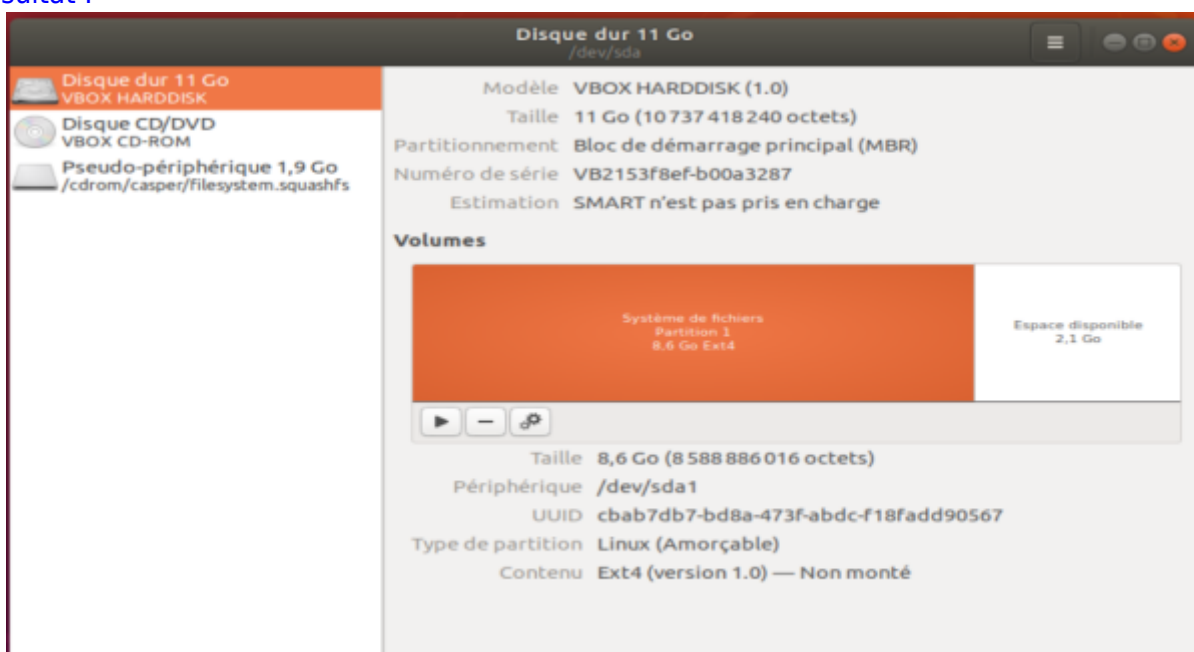 sultat :
Disque dur 11 Go
/dev/sda
Disque dur 11 Go
VBOX HARDDISK
Disque CD/DVD
VBOX CD-ROM
Pseudo-périphérique 1,9 Go
/cdrom/casper/filesystem.squashfs
Modèle VBOX HARDDISK (1.0)
Taille 11 Go (10 737 418 240 octets)
Partitionnement Bloc de démarrage principal (MBR)
Numéro de série VB2153f8ef-b00a3287
Estimation SMART n'est pas pris en charge
Volumes
Système de fichiers
Partition 1
8,6 Go Ext4
Espace disponible
2,1 Go
Taille 8,6 Go (8 588 886 016 octets)
Périphérique /dev/sda1
UUID cbab7db7-bd8a-473f-abdc-f18fadd90567
Type de partition Linux (Amorçable)
Contenu Ext4 (version 1.0) — Non monté